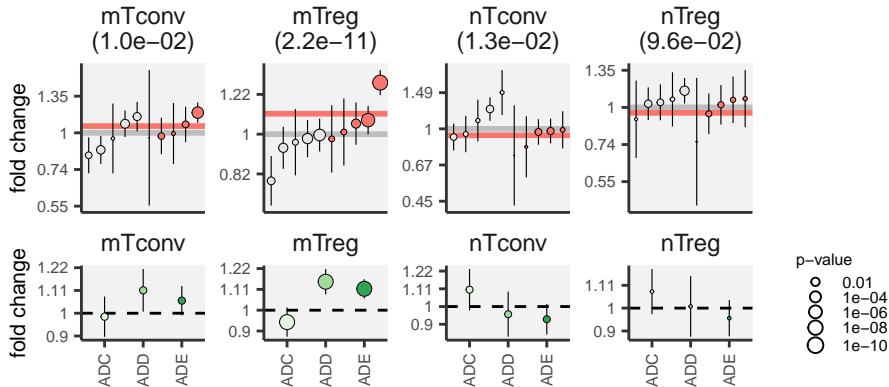 mTconv
(1.0e−02)
mTreg
(2.2e−11)
nTconv
(1.3e−02)
nTreg
(9.6e−02)
fold change
1.35
1
0.74
0.55
1.22
1
0.82
1.49
1
0.67
0.45
1.35
1
0.74
0.55
mTconv
mTreg
nTconv
nTreg
fold change
1.22
1.11
1
0.9
1.22
1.11
1
0.9
1.11
1
0.9
1.11
1
0.9
ADC
ADD
ADE
ADC
ADD
ADE
ADC
ADD
ADE
ADC
ADD
ADE
p−value
0.01
1e−04
1e−06
1e−08
1e−10